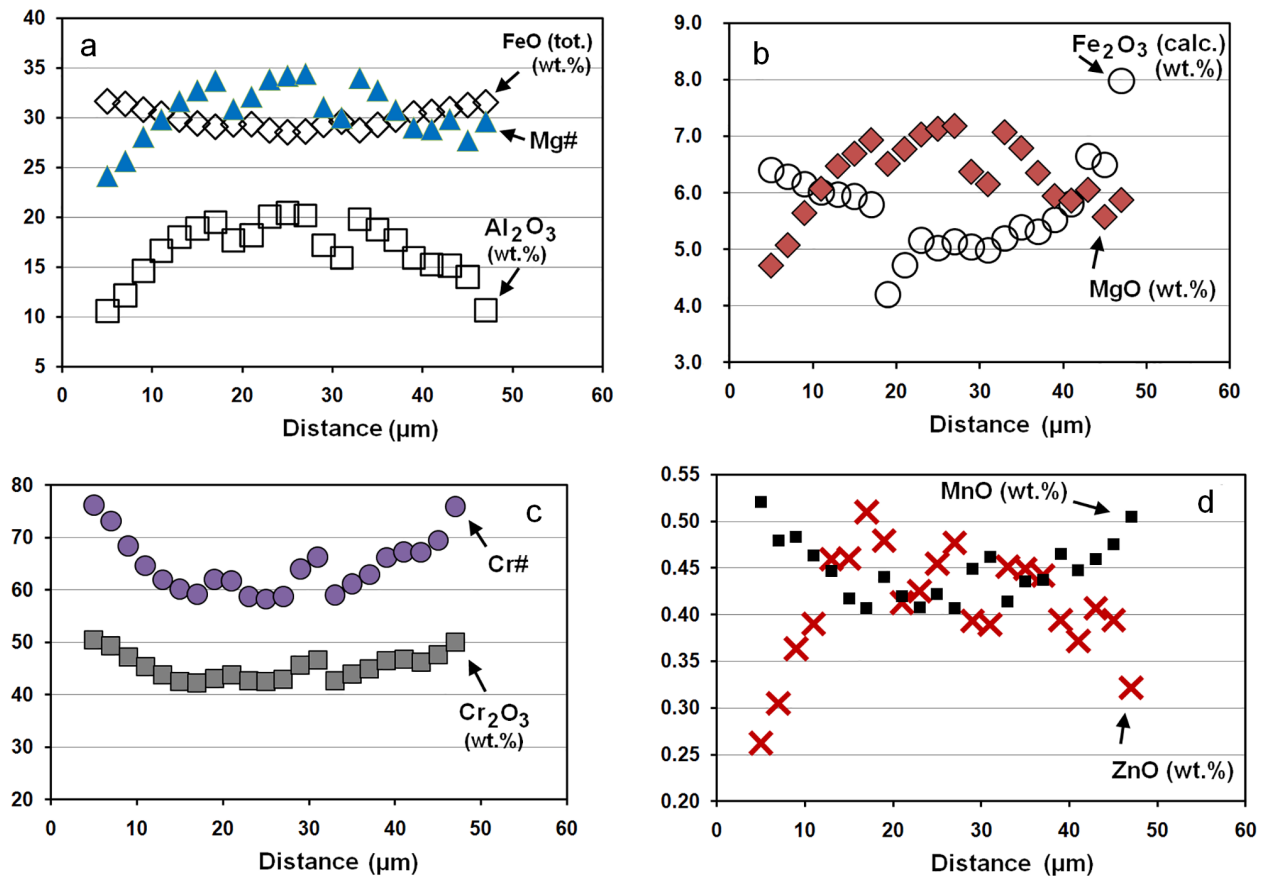 40
35
30
25
20
15
10
5
a
FeO (tot.)
(wt.%)
Mg#
Al2O3
(wt.%)
0 10 20 30 40 50 60
Distance (µm)
9.0
8.0
7.0
6.0
5.0
4.0
3.0
b
Fe2O3 (calc.)
(wt.%)
MgO (wt.%)
0 10 20 30 40 50 60
Distance (µm)
80
70
60
50
40
30
20
c
Cr#
Cr2O3
(wt.%)
0 10 20 30 40 50 60
Distance (µm)
0.55
0.50
0.45
0.40
0.35
0.30
0.25
0.20
MnO (wt.%)
d
ZnO (wt.%)
0 10 20 30 40 50 60
Distance (µm)